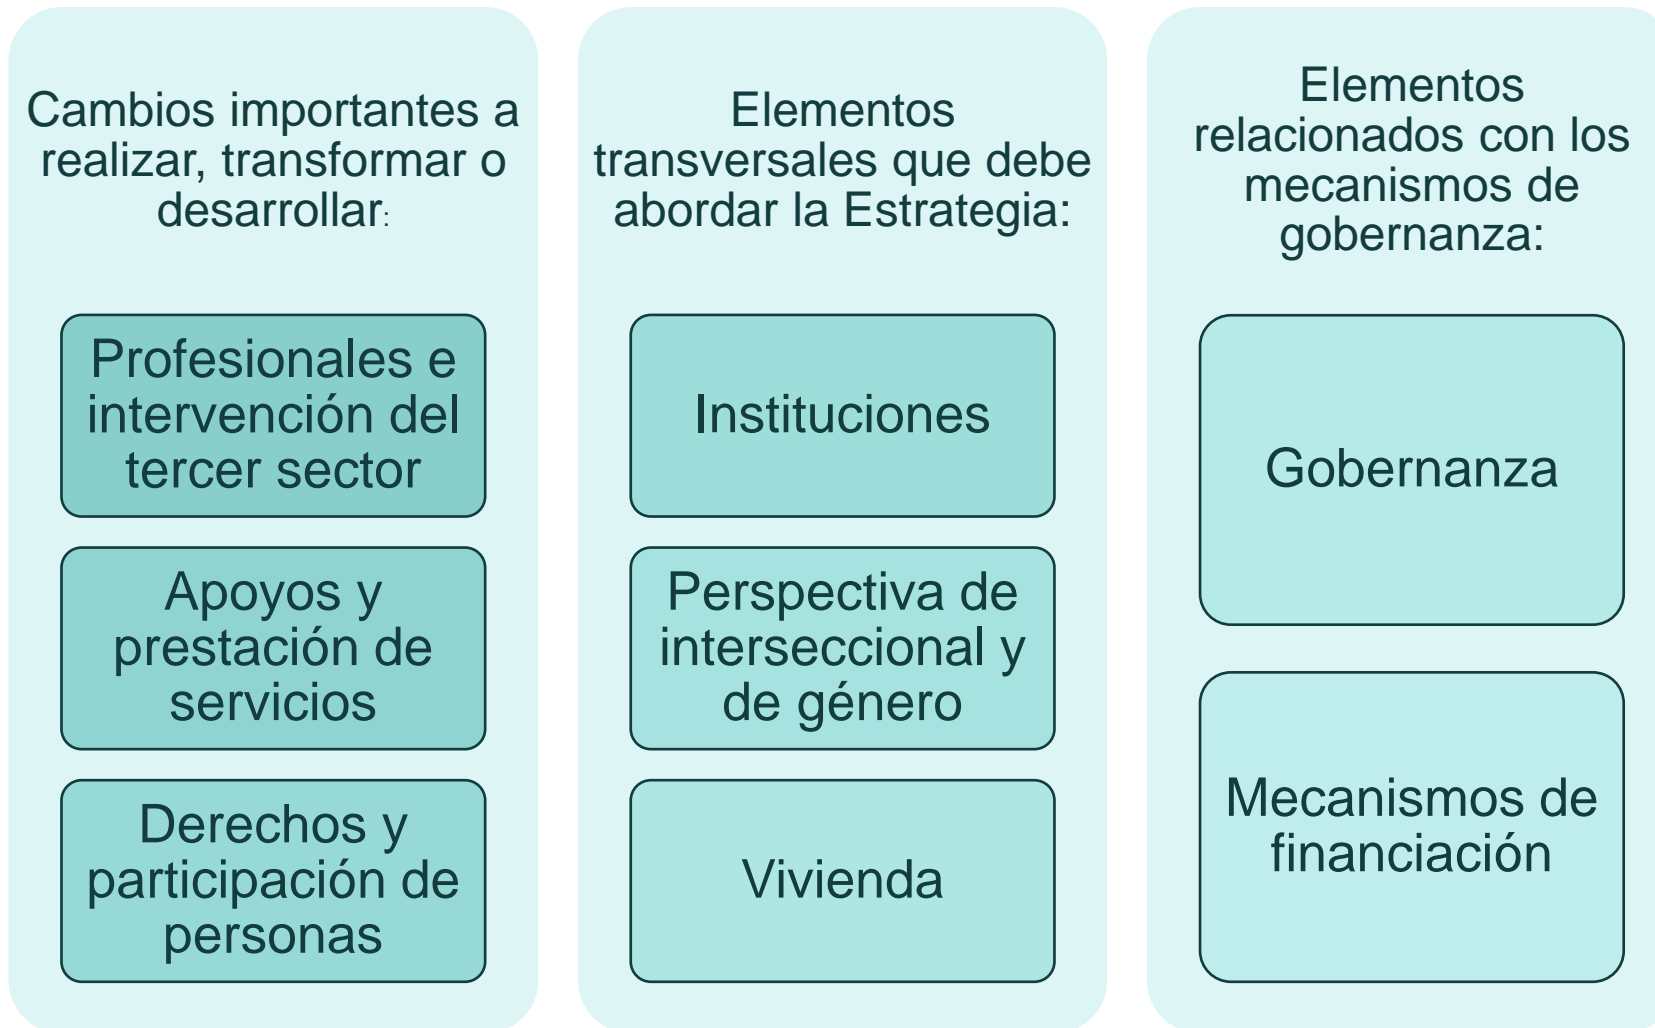 Cambios importantes a
realizar, transformar o
desarrollar:
Profesionales e
intervención del
tercer sector
Apoyos y
prestación de
servicios
Derechos y
participación de
personas
Elementos
transversales que debe
abordar la Estrategia:
Instituciones
Perspectiva de
interseccional y
de género
Vivienda
Elementos
relacionados con los
mecanismos de
gobernanza:
Gobernanza
Mecanismos de
financiación